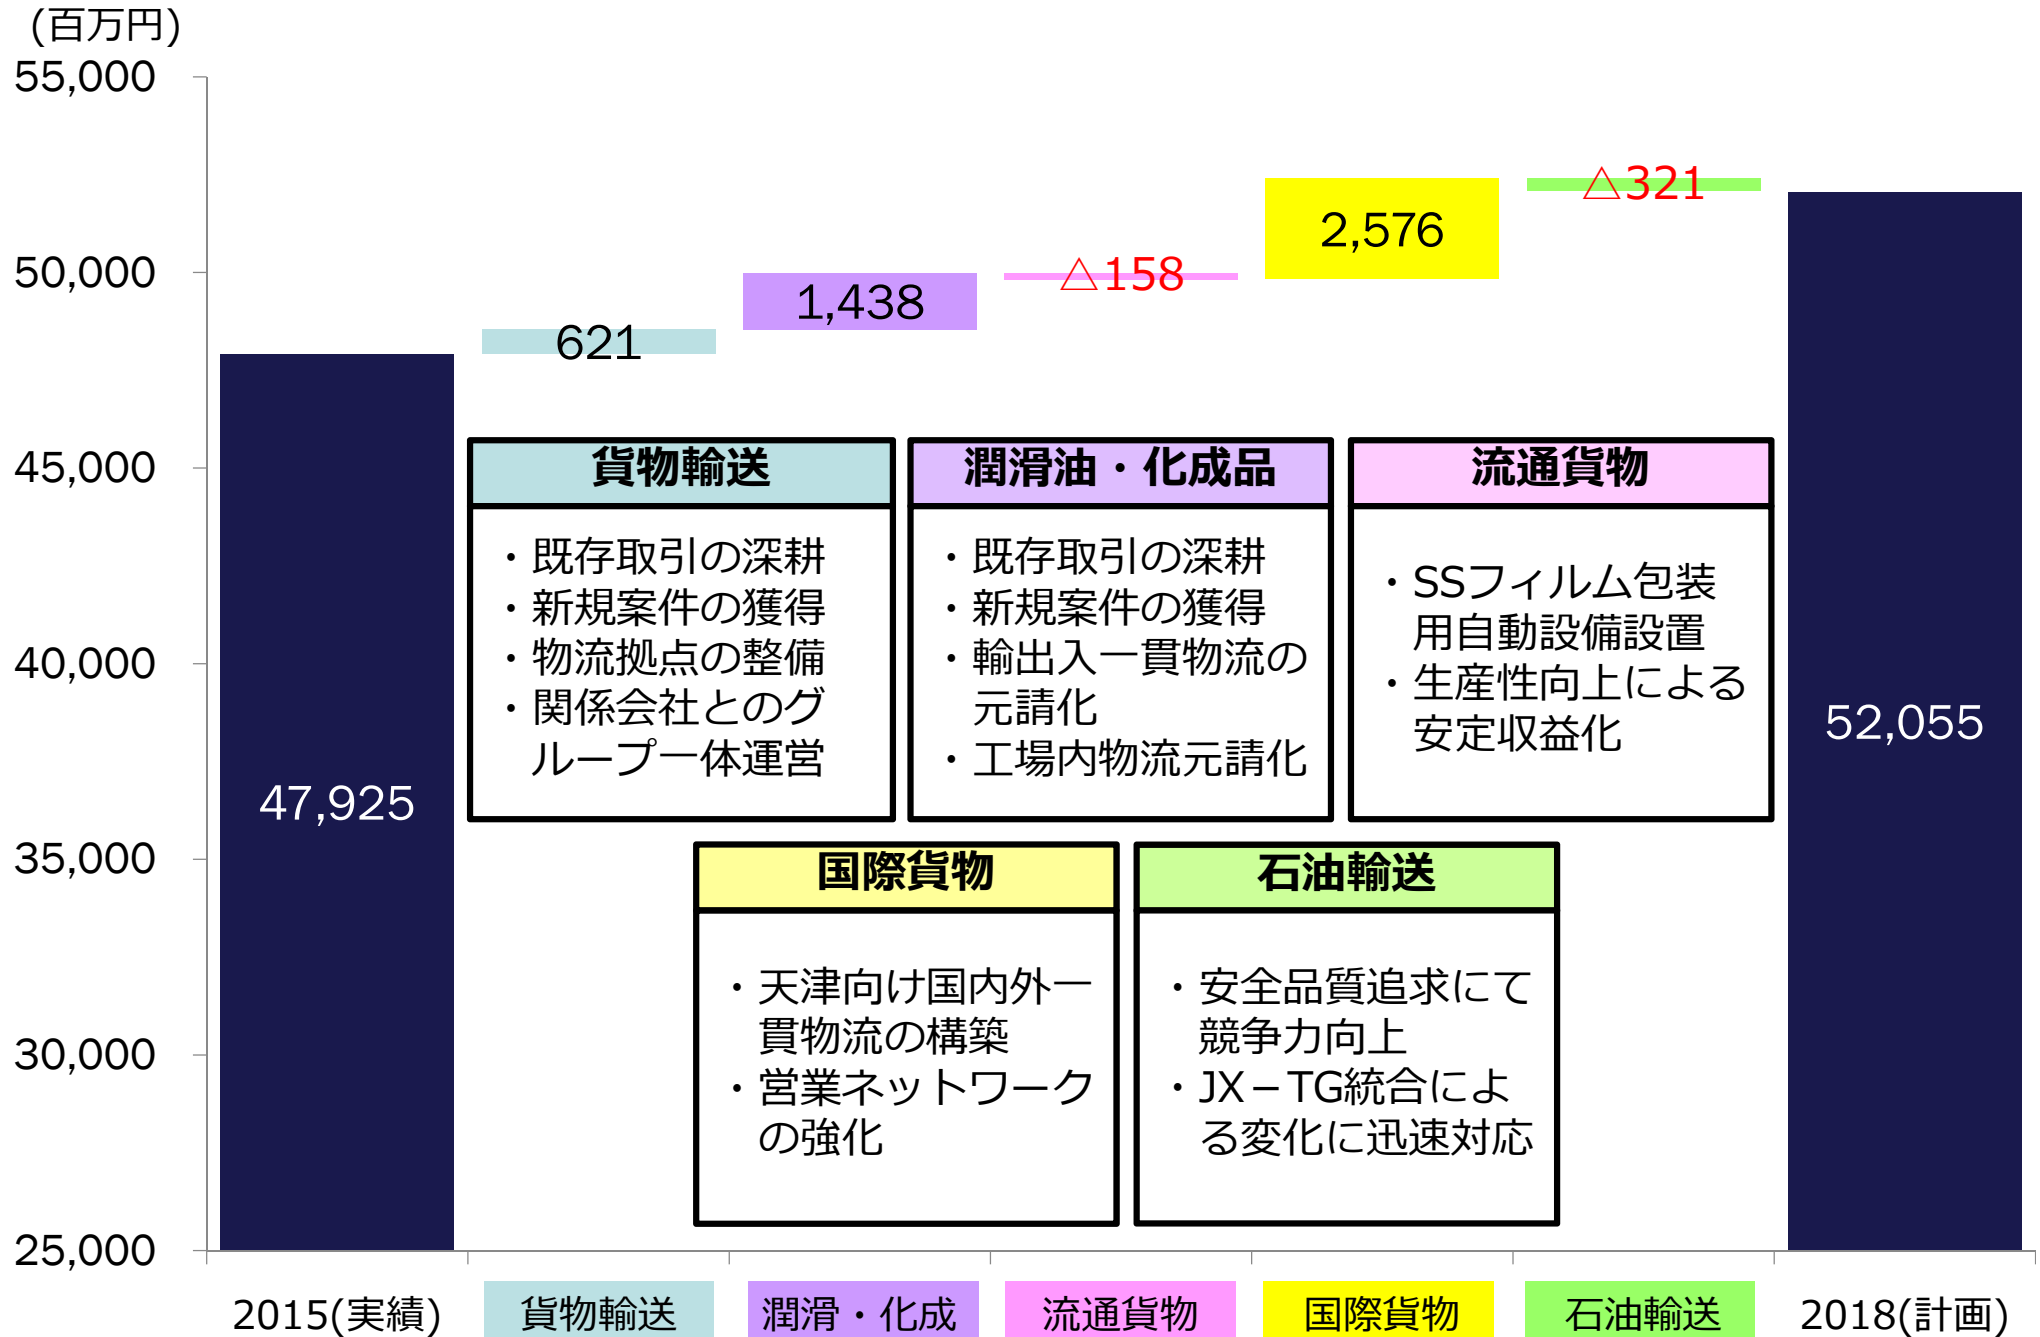 (百万円)
55,000
50,000
45,000
40,000
35,000
30,000
25,000
47,925
621
1,438
△158
2,576
△321
52,055
貨物輸送
・既存取引の深耕
・新規案件の獲得
・物流拠点の整備
・関係会社とのグ
ループ一体運営
潤滑油・化成品
・既存取引の深耕
・新規案件の獲得
・輸出入一貫物流の
元請化
・工場内物流元請化
流通貨物
・SSフィルム包装
用自動設備設置
・生産性向上による
安定収益化
国際貨物
・天津向け国内外一
貫物流の構築
・営業ネットワーク
の強化
石油輸送
・安全品質追求にて
競争力向上
・JX－TG統合によ
る変化に迅速対応
2015(実績)
貨物輸送
潤滑・化成
流通貨物
国際貨物
石油輸送
2018(計画)